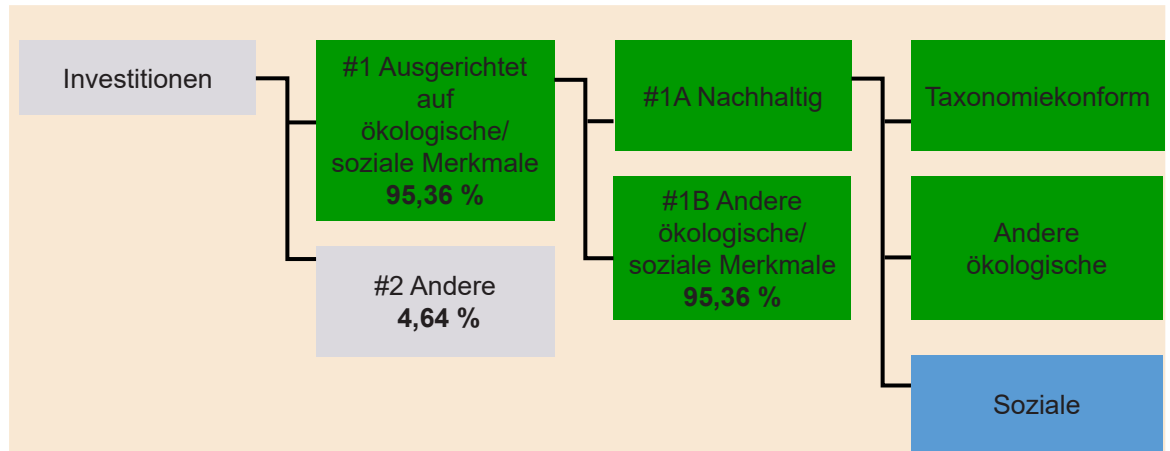 Investitionen
#1 Ausgerichtet
auf
ökologische/
soziale Merkmale
95,36 %
#2 Andere
4,64 %
#1A Nachhaltig
#1B Andere
ökologische/
soziale Merkmale
95,36 %
Taxonomiekonform
Andere
ökologische
Soziale